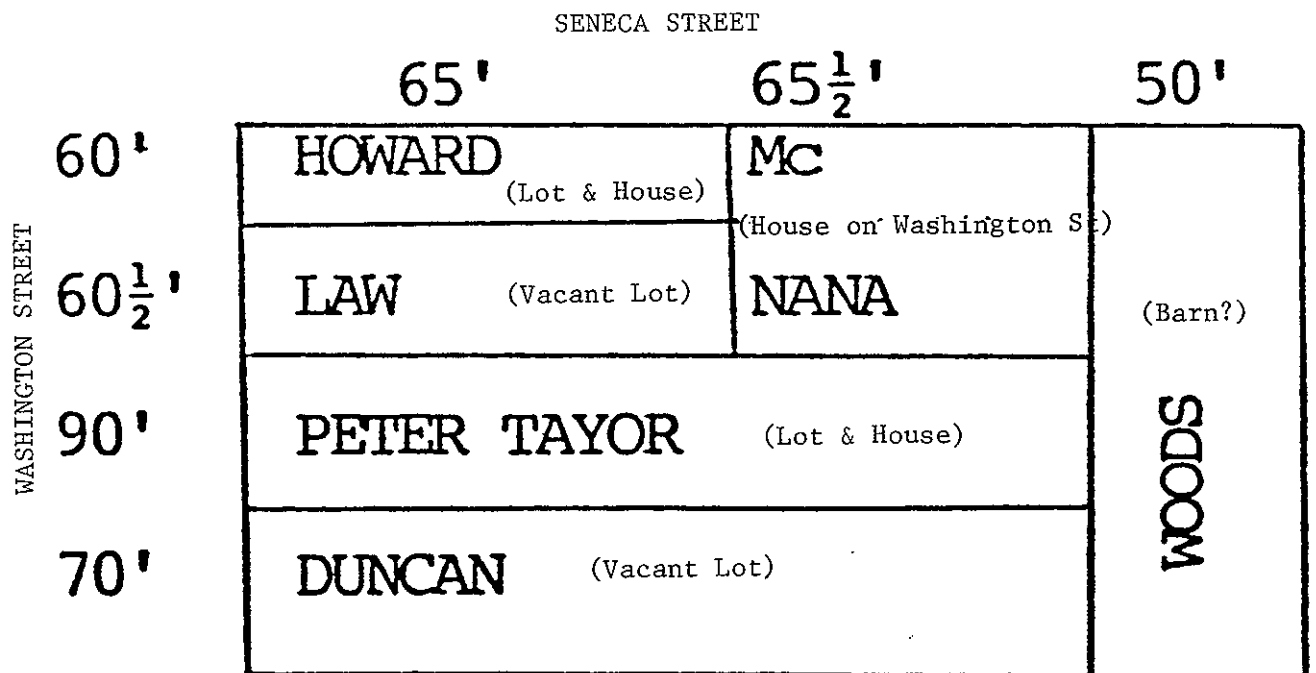 SENECA STREET
65' 65½' 50'
60' HOWARD (Lot & House) Mc
(House on Washington St)
WASHINGTON STREET
60½' LAW (Vacant Lot) NANA (Barn?)
90' PETER TAYOR (Lot & House)
WOODS
70' DUNCAN (Vacant Lot)